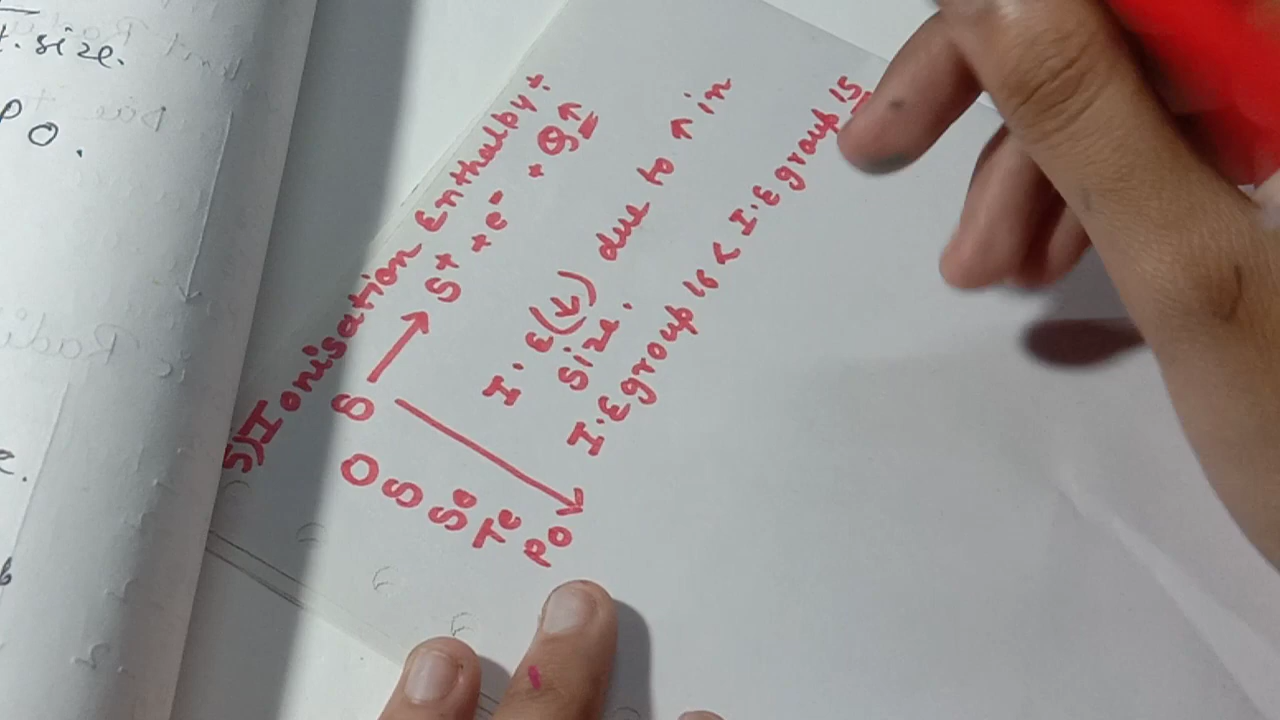 t. size.
PO.
5) Ionisation Enthalpy:
S → S+ + e- + Q↑
O
S
Se
Te
Po
I.E(↓) due to ↑ in
size.
I.E group 16 < I.E group 15